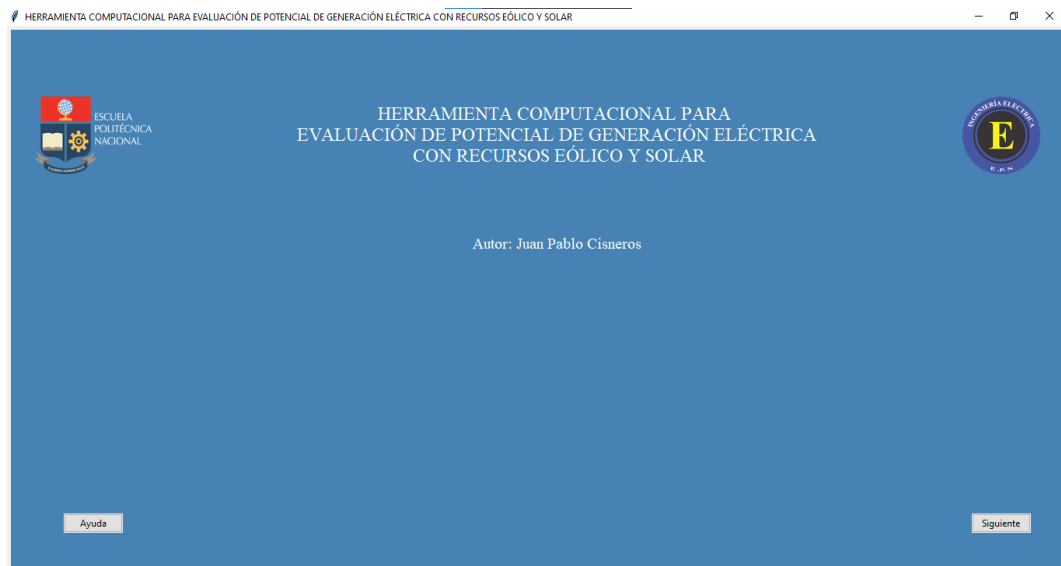 HERRAMIENTA COMPUTACIONAL PARA EVALUACIÓN DE POTENCIAL DE GENERACIÓN ELÉCTRICA CON RECURSOS EÓLICO Y SOLAR
ESCUELA
POLITÉCNICA
NACIONAL
HERRAMIENTA COMPUTACIONAL PARA
EVALUACIÓN DE POTENCIAL DE GENERACIÓN ELÉCTRICA
CON RECURSOS EÓLICO Y SOLAR
INGENIERÍA ELECTRICA
E
E.P.N
Autor: Juan Pablo Cisneros
Ayuda
Siguiente